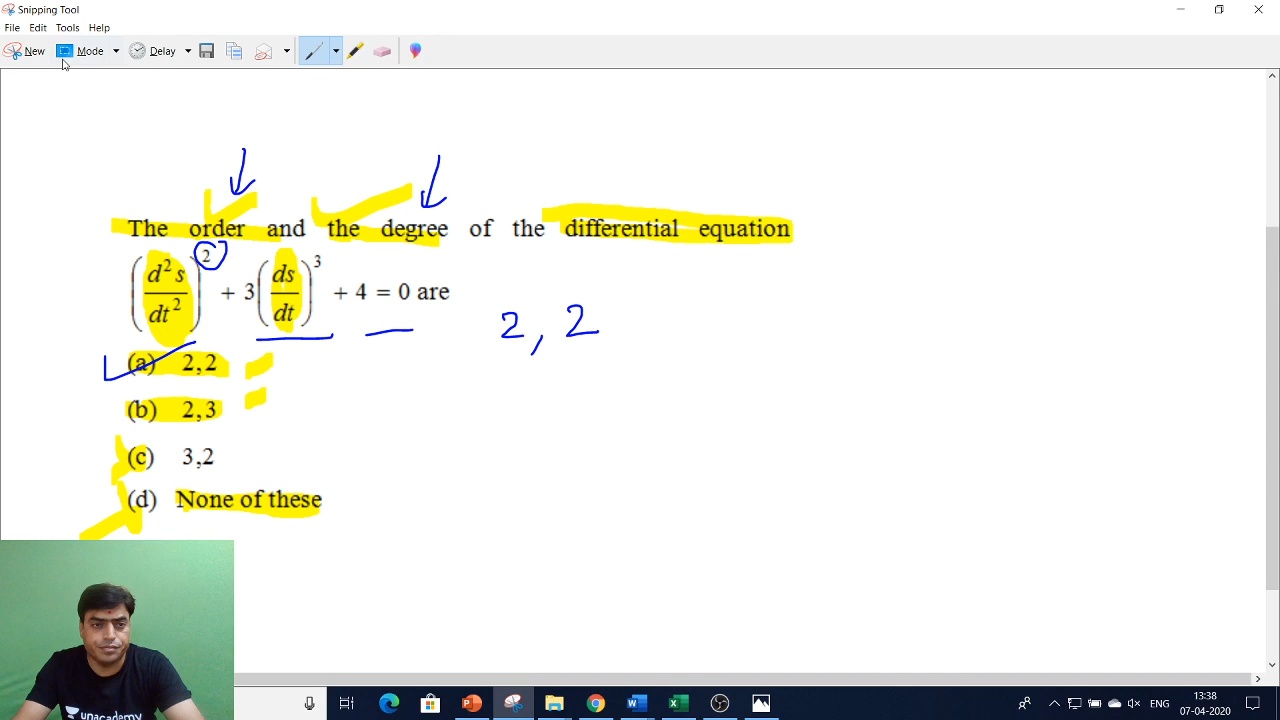 Snipping Tool
File Edit Tools Help
New Mode Delay
The order and the degree of the differential equation
(d²s/dt²)² + 3(ds/dt)³ + 4 = 0 are
2, 2
(a) 2,2
(b) 2,3
(c) 3,2
(d) None of these
unacademy
13:38
ENG
07-04-2020